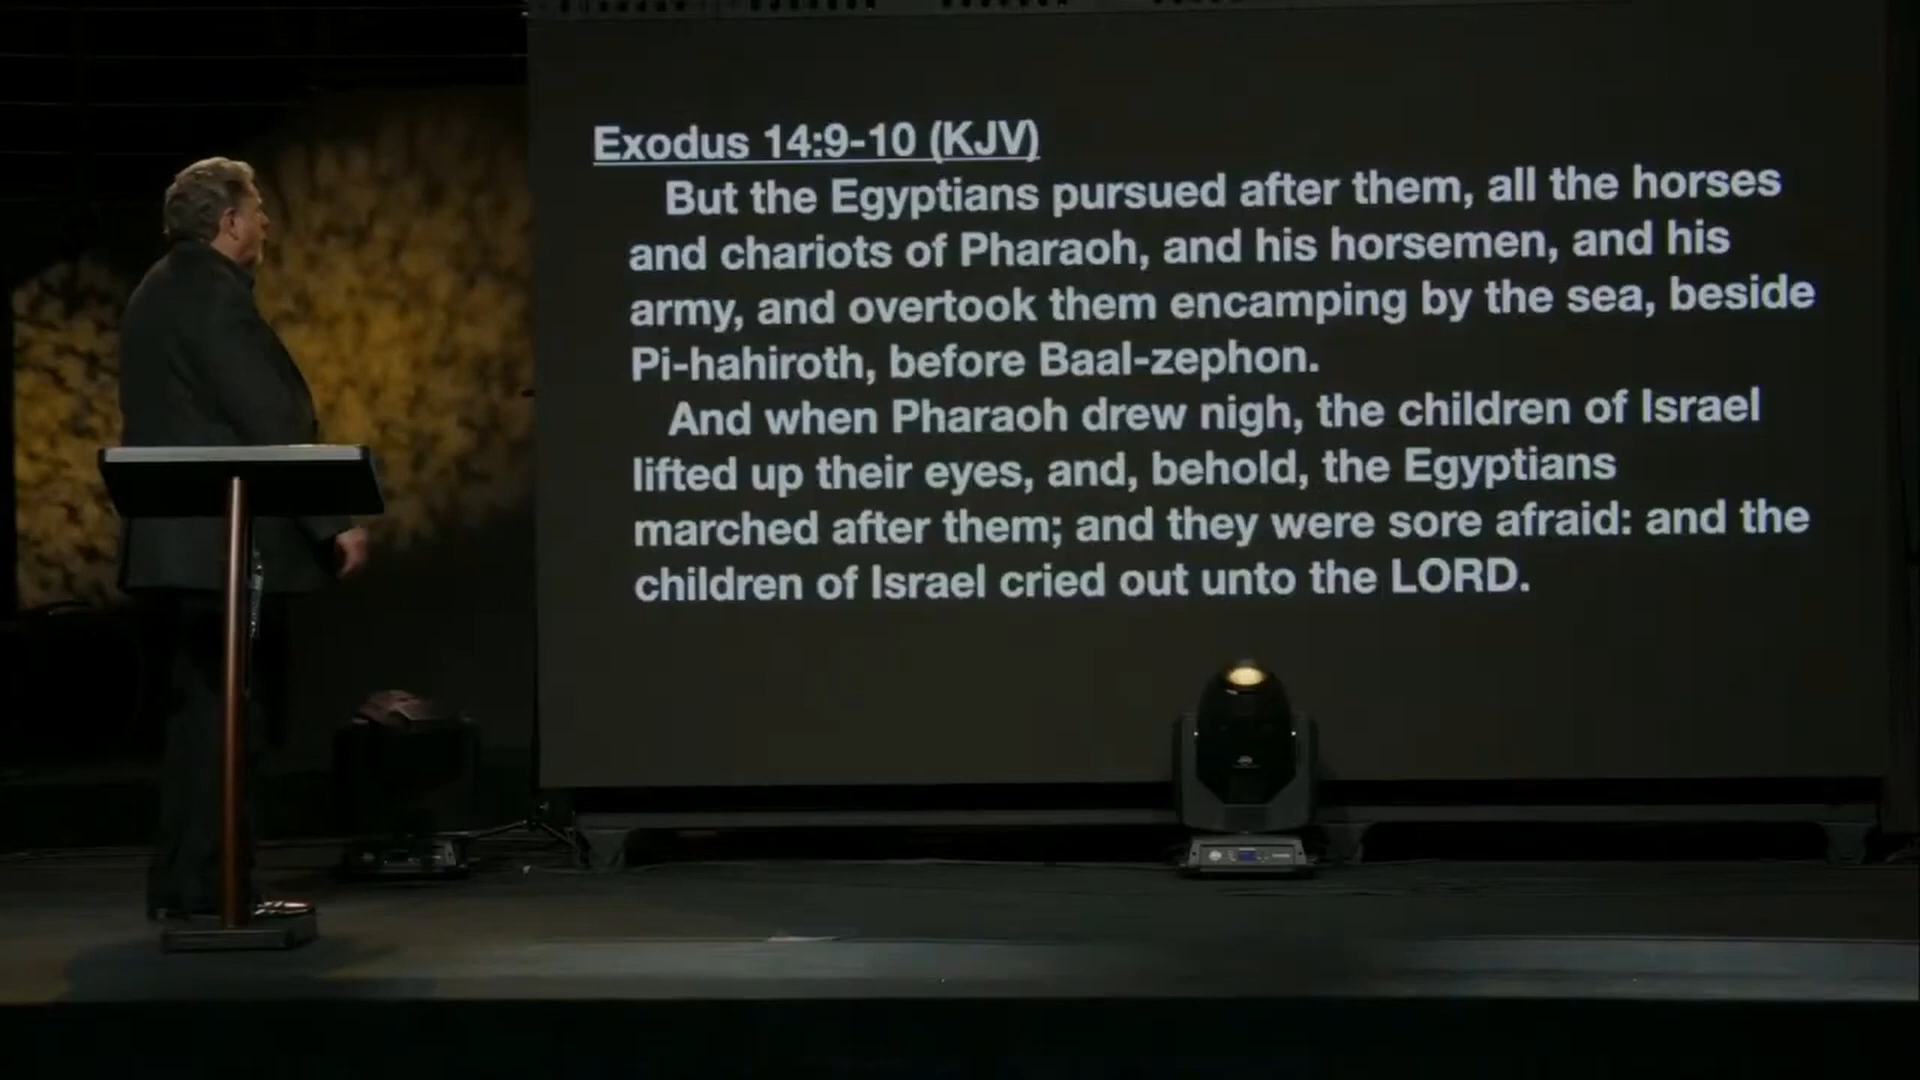 Exodus 14:9-10 (KJV)
But the Egyptians pursued after them, all the horses
and chariots of Pharaoh, and his horsemen, and his
army, and overtook them encamping by the sea, beside
Pi-hahiroth, before Baal-zephon.
And when Pharaoh drew nigh, the children of Israel
lifted up their eyes, and, behold, the Egyptians
marched after them; and they were sore afraid: and the
children of Israel cried out unto the LORD.